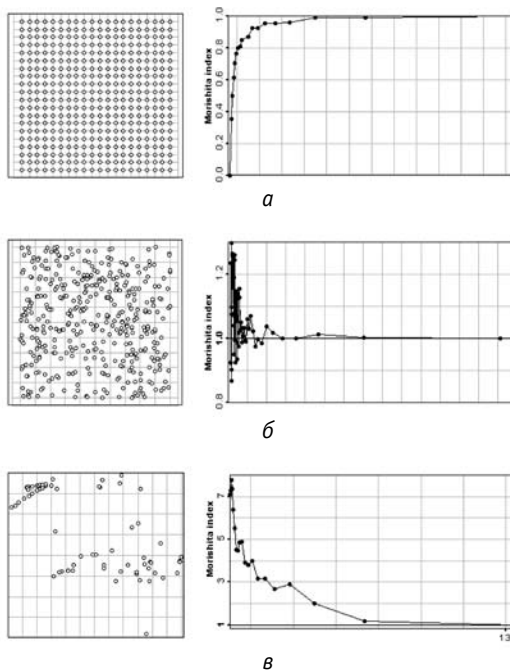 Morishita index
0.0 0.2 0.4 0.6 0.8 1.0
а
Morishita index
0.8 1.0 1.2
б
Morishita index
1 3 5 7
13
в